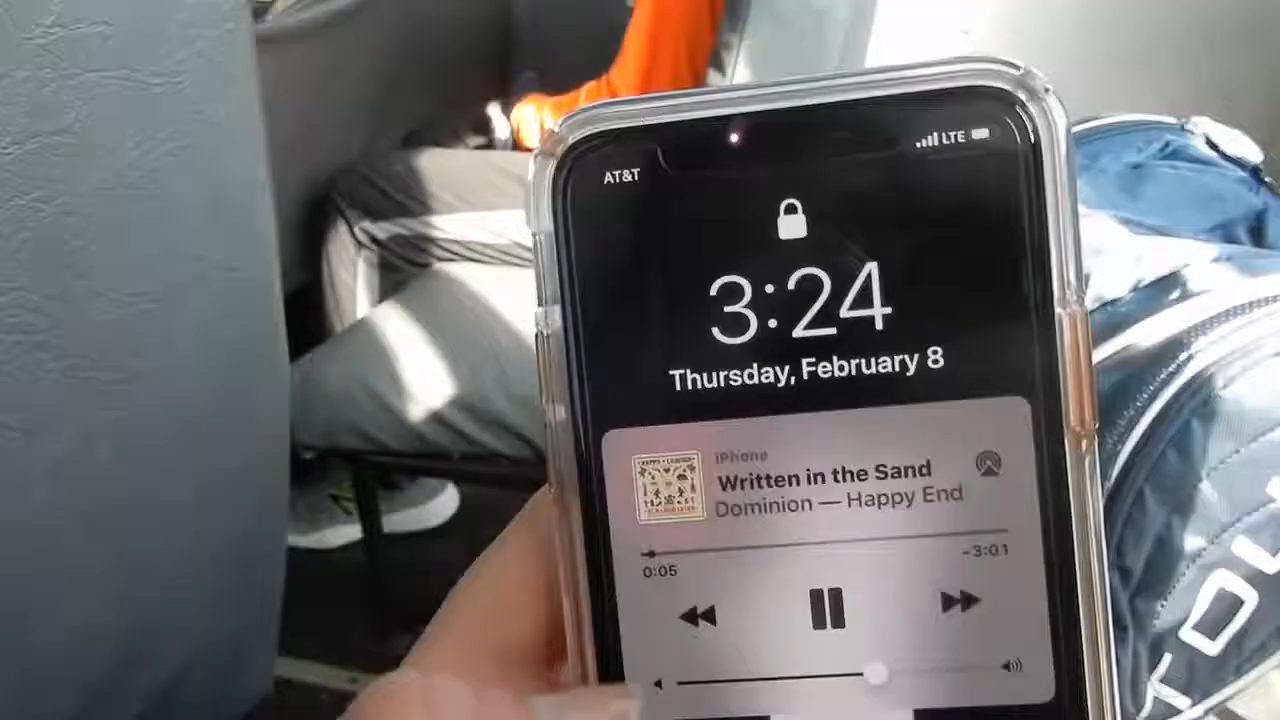 AT&T
LTE
3:24
Thursday, February 8
iPhone
Written in the Sand
Dominion — Happy End
0:05
-3:01